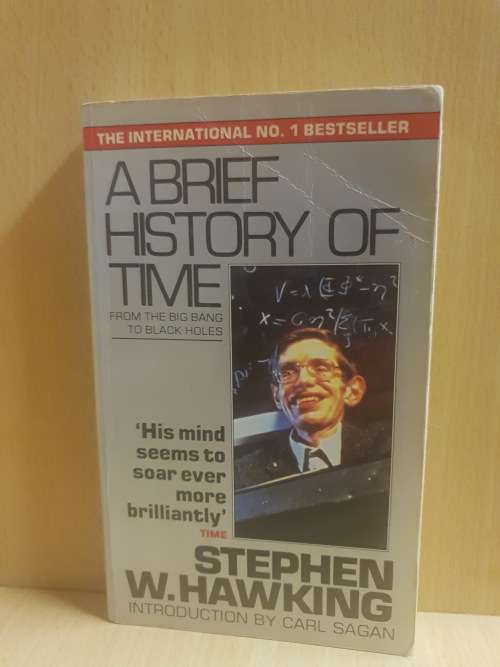 THE INTERNATIONAL NO. 1 BESTSELLER
A BRIEF
HISTORY OF
TIME
FROM THE BIG BANG
TO BLACK HOLES
'His mind
seems to
soar ever
more
brilliantly'
TIME
STEPHEN
W. HAWKING
INTRODUCTION BY CARL SAGAN